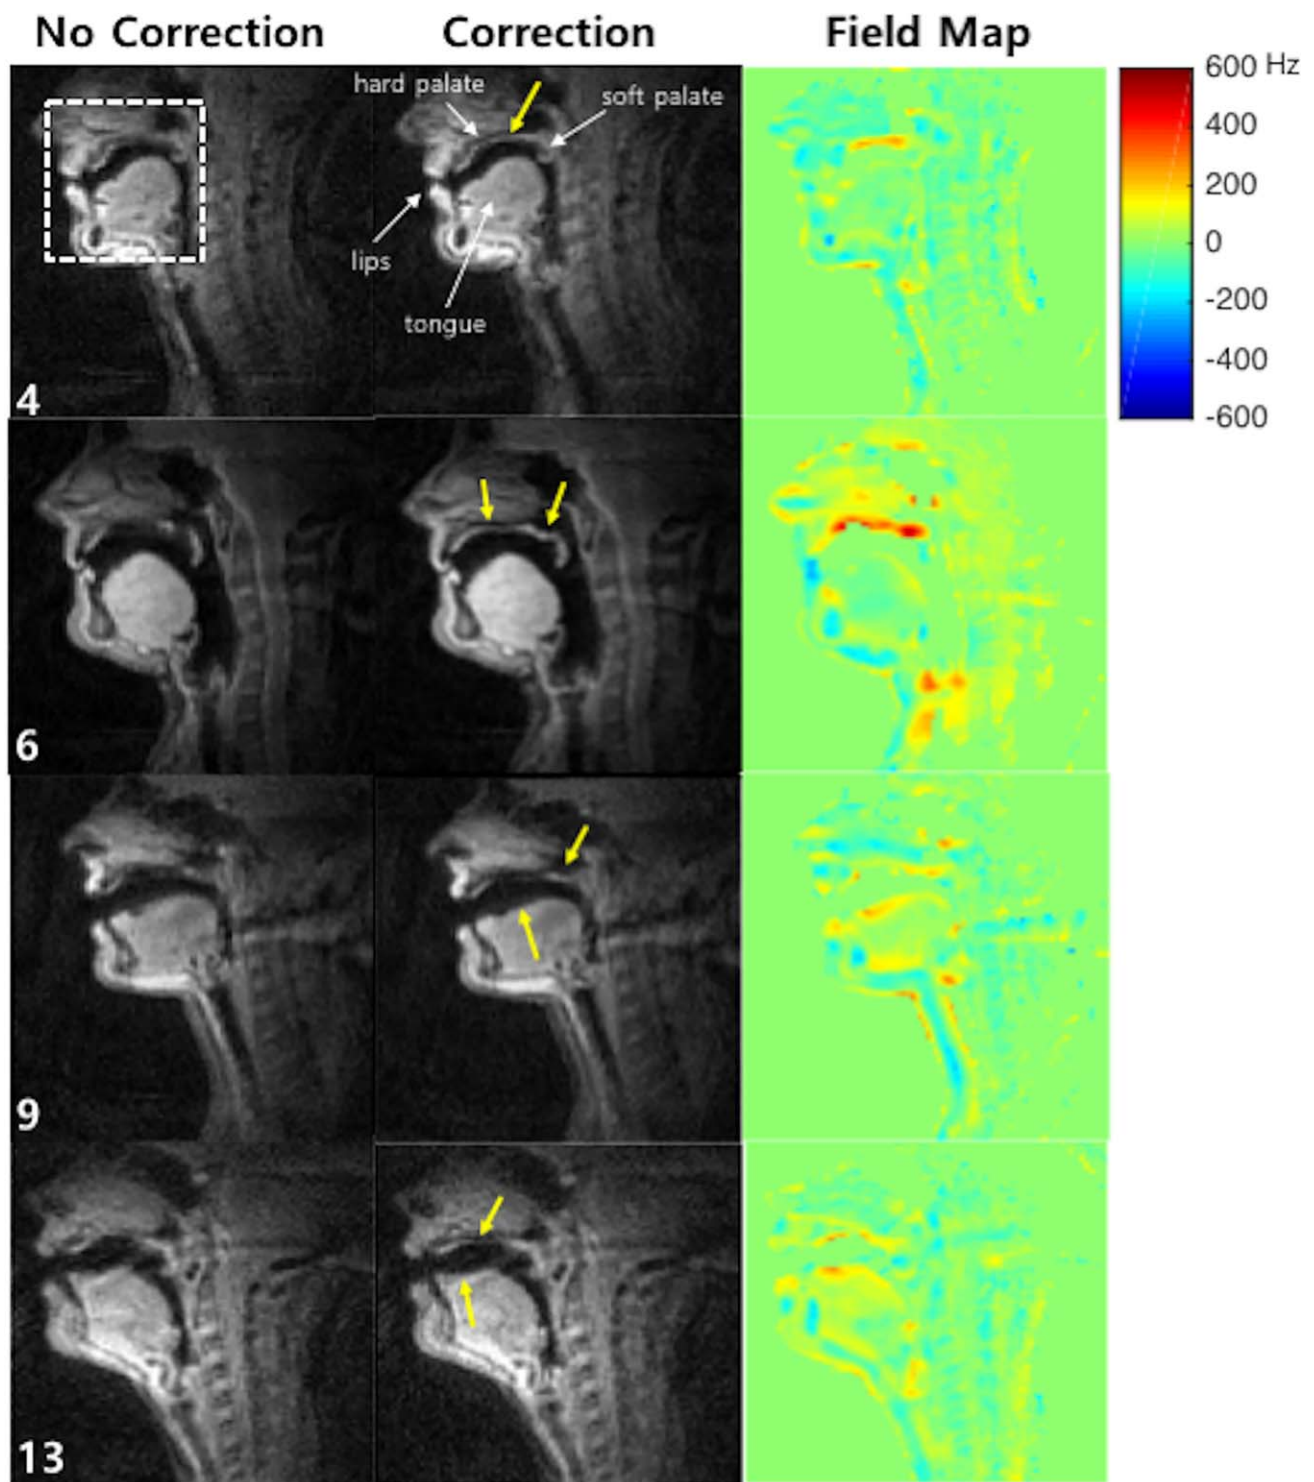 No Correction
Correction
Field Map
hard palate
soft palate
lips
tongue
600 Hz
400
200
0
-200
-400
-600
4
6
9
13